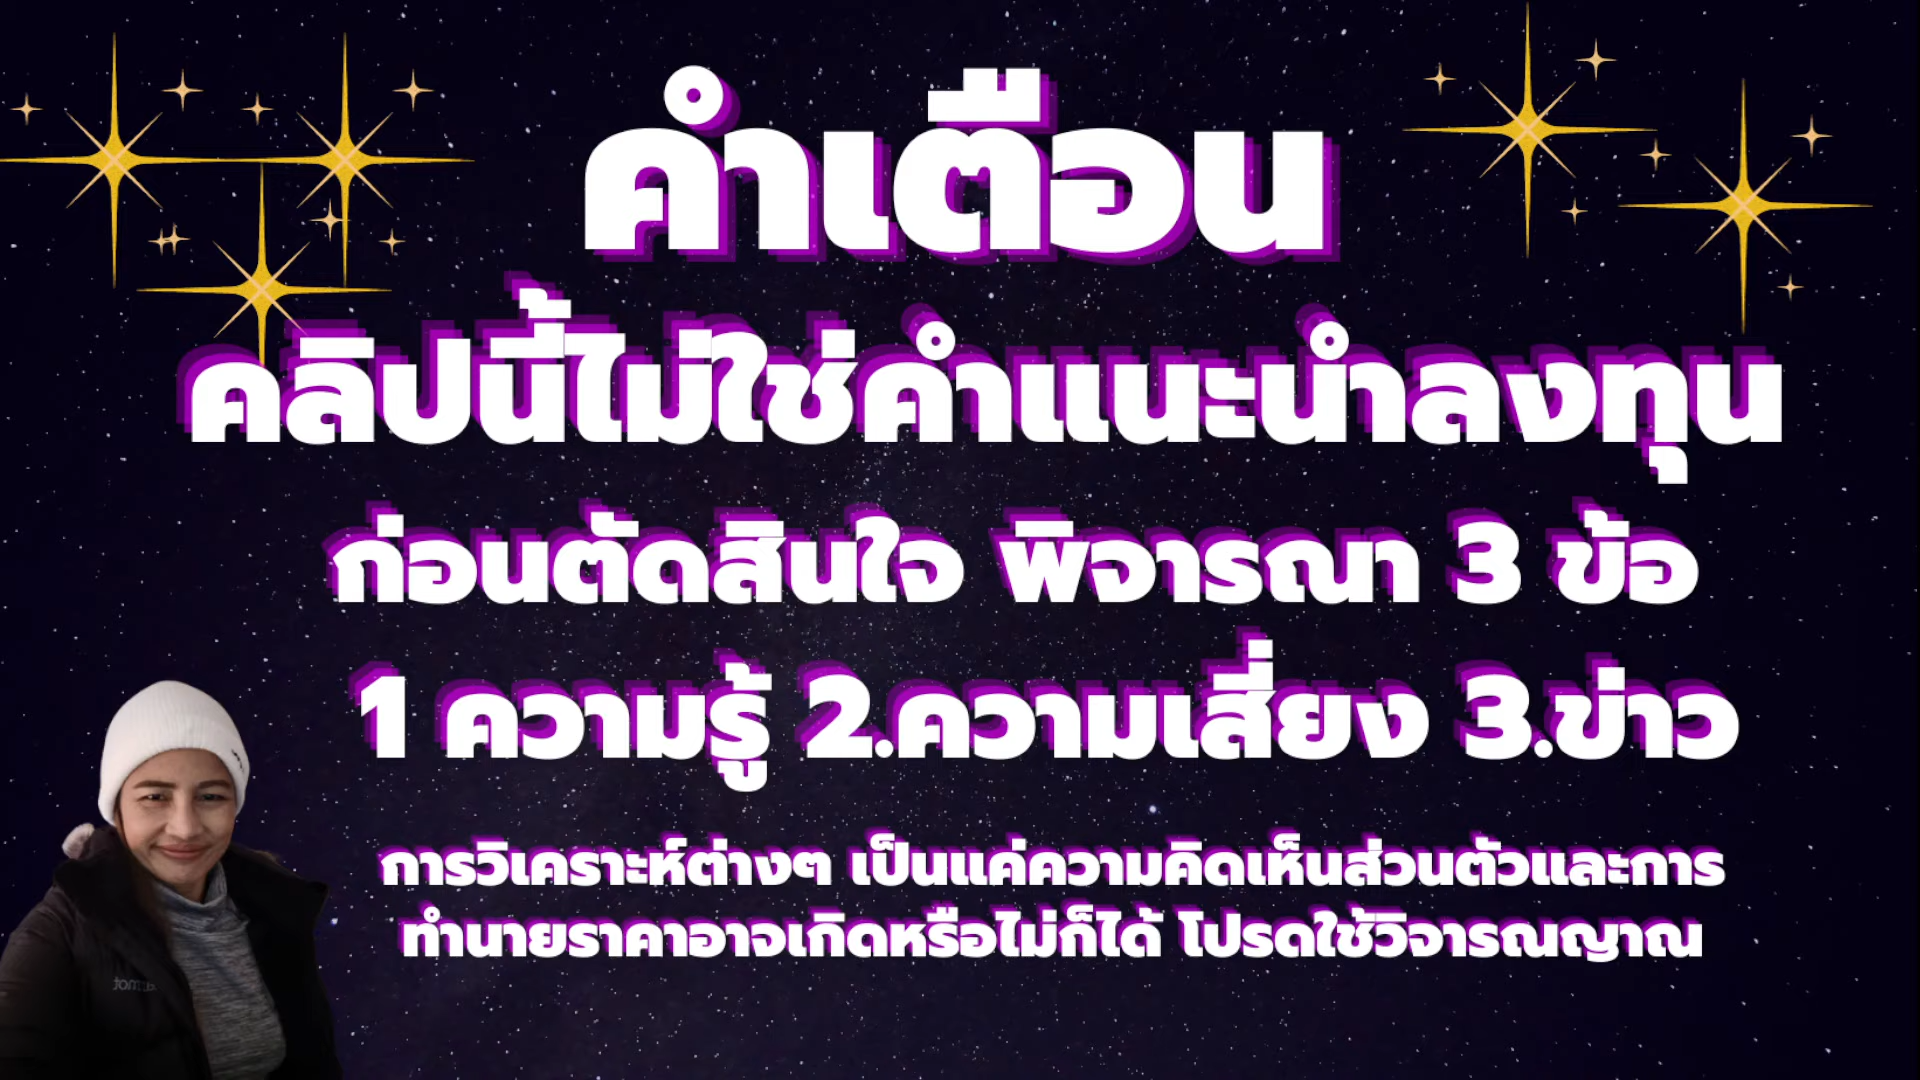 คำเตือน
คลิปนี้ไม่ใช่คำแนะนำลงทุน
ก่อนตัดสินใจ พิจารณา 3 ข้อ
1 ความรู้ 2.ความเสี่ยง 3.ข่าว
การวิเคราะห์ต่างๆ เป็นแค่ความคิดเห็นส่วนตัวและการ
ทำนายราคาอาจเกิดหรือไม่ก็ได้ โปรดใช้วิจารณญาณ